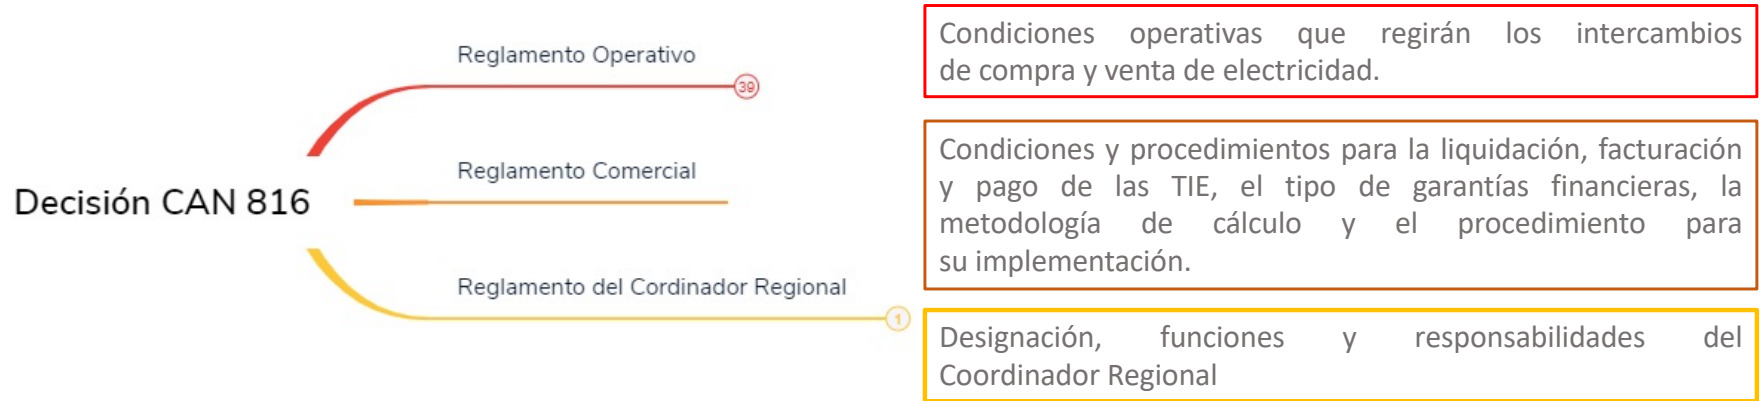 Decisión CAN 816
Reglamento Operativo
39
Condiciones operativas que regirán los intercambios
de compra y venta de electricidad.
Reglamento Comercial
Condiciones y procedimientos para la liquidación, facturación
y pago de las TIE, el tipo de garantías financieras, la
metodología de cálculo y el procedimiento para
su implementación.
Reglamento del Cordinador Regional
1
Designación, funciones y responsabilidades del
Coordinador Regional